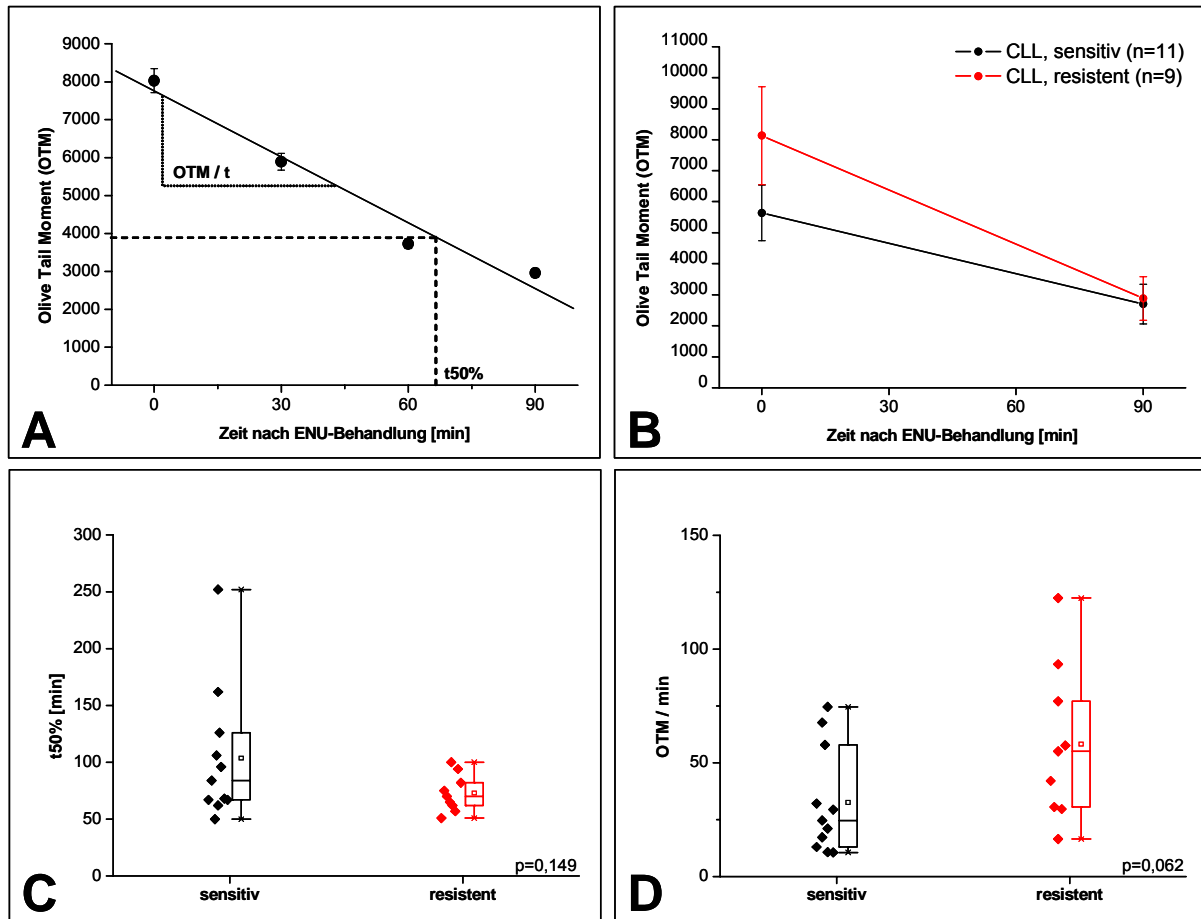 9000
8000
7000
6000
5000
4000
3000
2000
1000
0
Olive Tail Moment (OTM)
OTM / t
t50%
0 30 60 90
Zeit nach ENU-Behandlung [min]
A
CLL, sensitiv (n=11)
CLL, resistent (n=9)
11000
10000
9000
8000
7000
6000
5000
4000
3000
2000
1000
0
Olive Tail Moment (OTM)
0 30 60 90
Zeit nach ENU-Behandlung [min]
B
300
250
200
150
100
50
0
t50% [min]
p=0,149
sensitiv resistent
C
150
100
50
0
OTM / min
p=0,062
sensitiv resistent
D